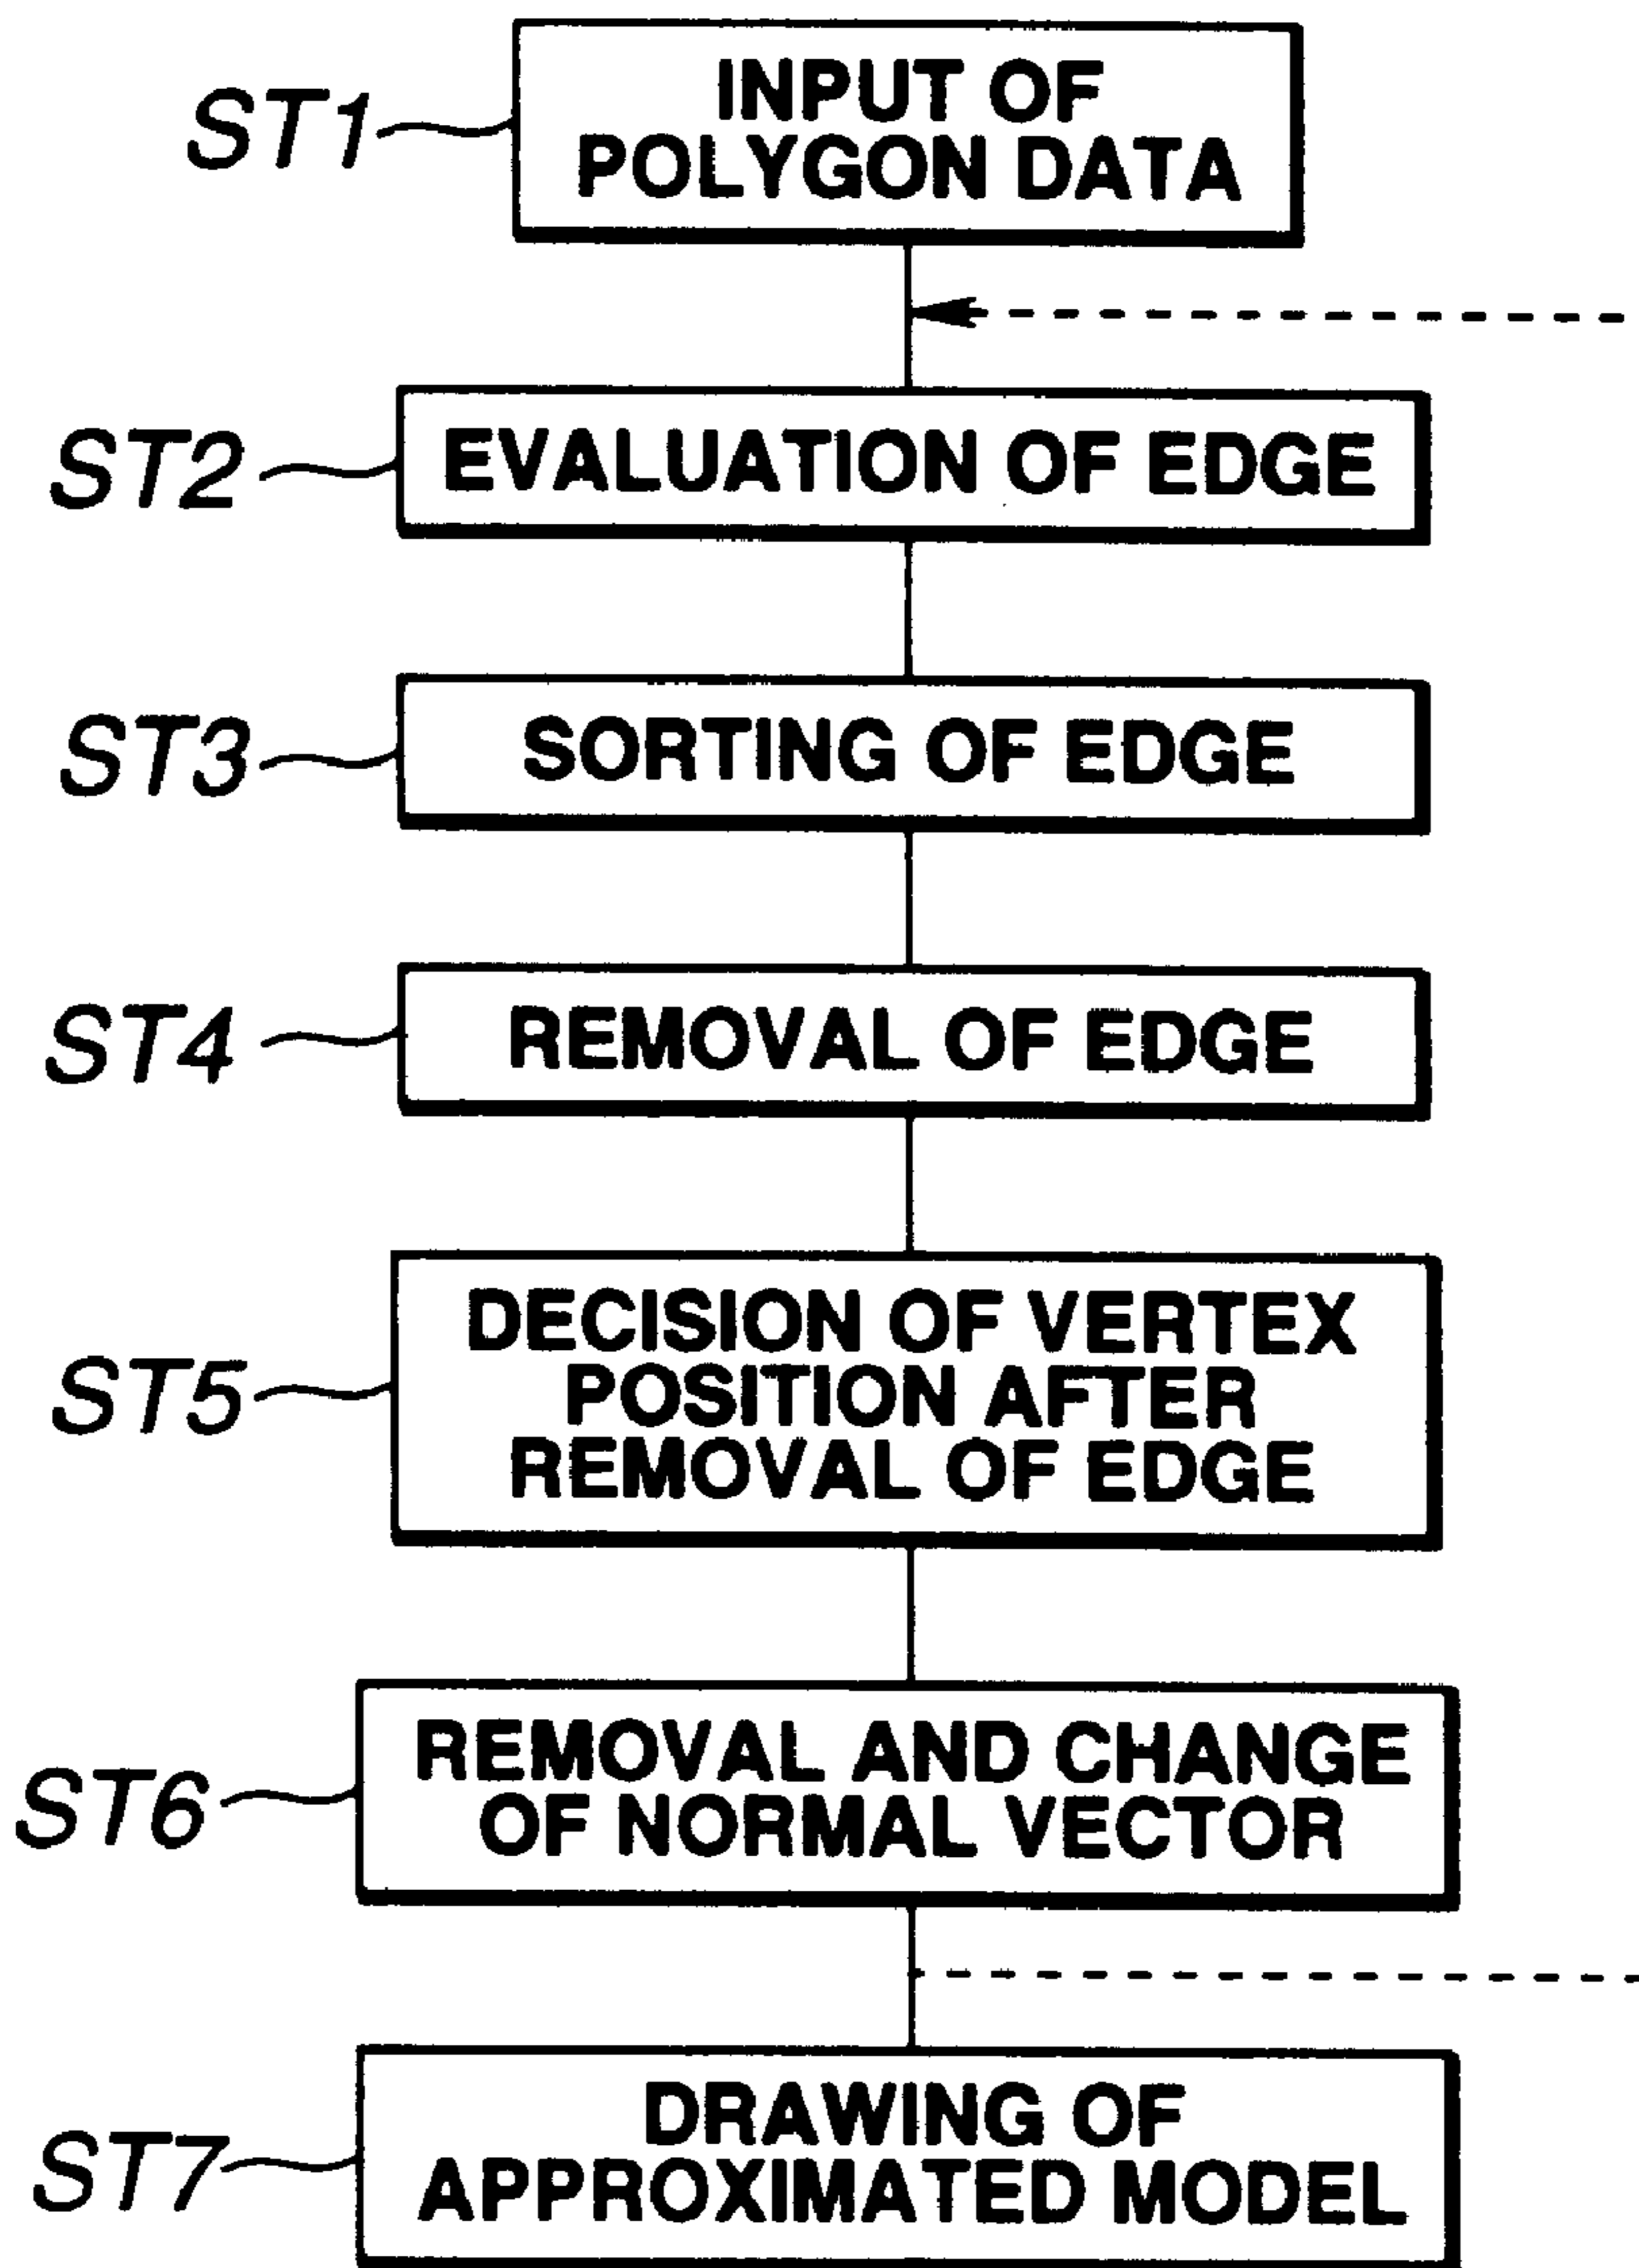 ST1
INPUT OF
POLYGON DATA
ST2
EVALUATION OF EDGE
ST3
SORTING OF EDGE
ST4
REMOVAL OF EDGE
ST5
DECISION OF VERTEX
POSITION AFTER
REMOVAL OF EDGE
ST6
REMOVAL AND CHANGE
OF NORMAL VECTOR
ST7
DRAWING OF
APPROXIMATED MODEL